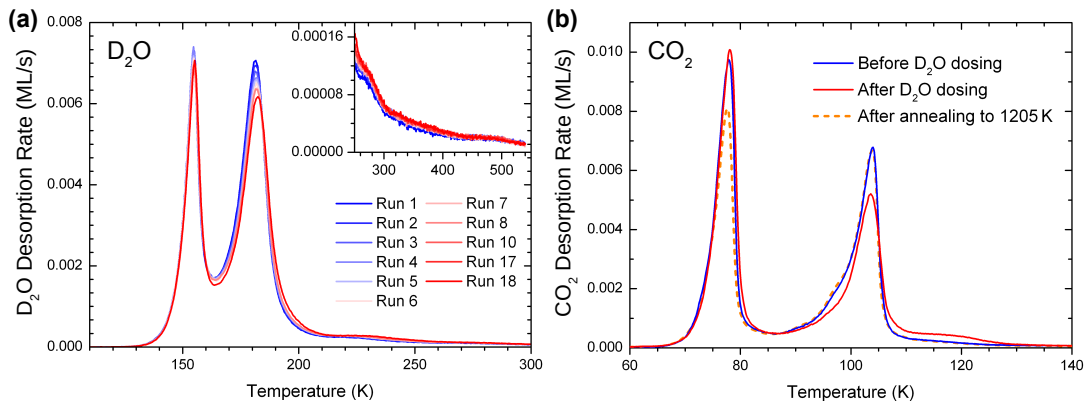 (a)
D₂O
D₂O Desorption Rate (ML/s)
0.008
0.006
0.004
0.002
0.000
150
200
250
300
Temperature (K)
0.00016
0.00008
0.00000
300
400
500
Run 1
Run 2
Run 3
Run 4
Run 5
Run 6
Run 7
Run 8
Run 10
Run 17
Run 18
(b)
CO₂
CO₂ Desorption Rate (ML/s)
0.010
0.008
0.006
0.004
0.002
0.000
60
80
100
120
140
Temperature (K)
Before D₂O dosing
After D₂O dosing
After annealing to 1205 K